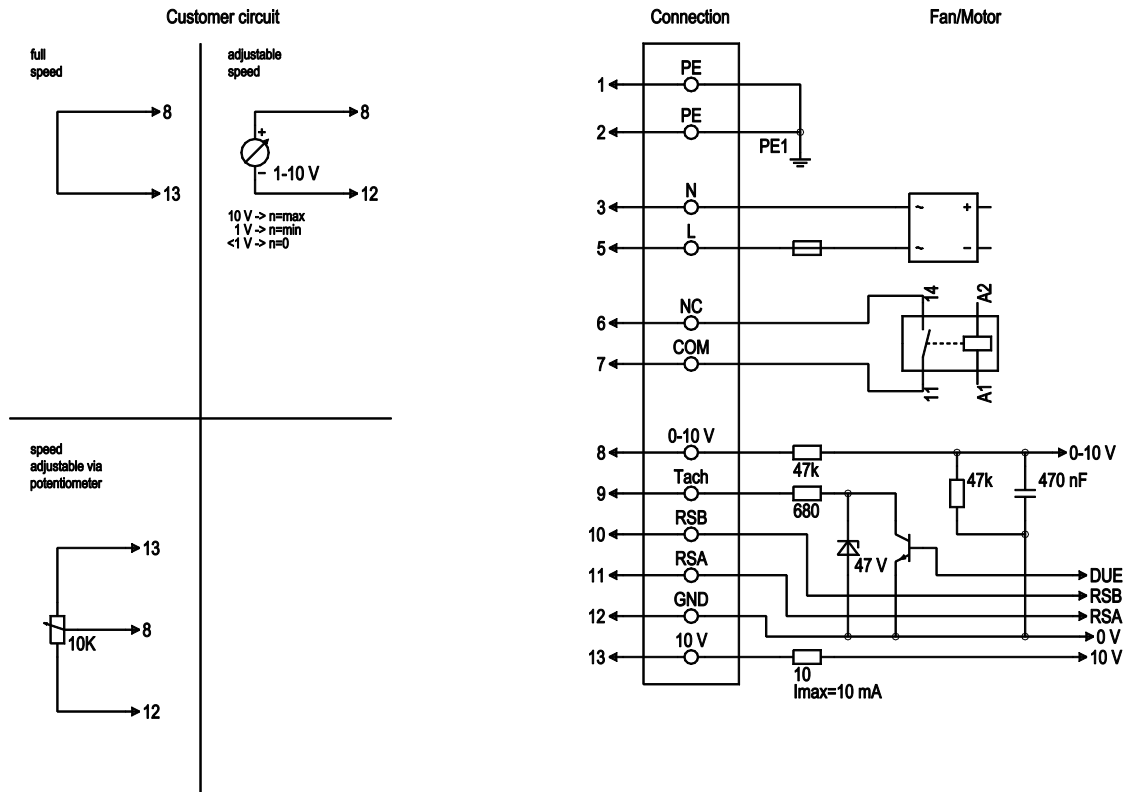 Customer circuit
full
speed
8
13
adjustable
speed
8
+
−
1-10 V
12
10 V -> n=max
1 V -> n=min
<1 V -> n=0
speed
adjustable via
potentiometer
13
8
10K
12
Connection
Fan/Motor
1 PE
2 PE
PE1
3 N ~ +
5 L ~ −
14 A2
6 NC
7 COM
11 A1
8 0-10 V 47k 0-10 V
47k 470 nF
9 Tach 680
10 RSB
47 V
11 RSA DUE
RSB
12 GND RSA
0 V
13 10 V 10 10 V
Imax=10 mA